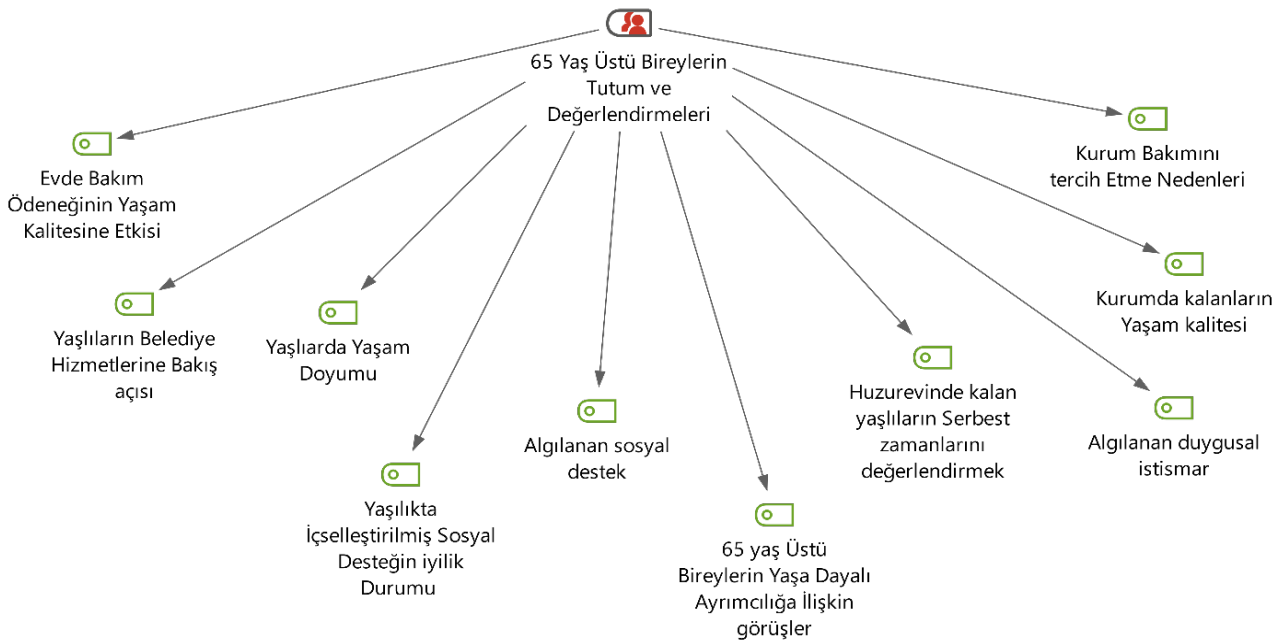 65 Yaş Üstü Bireylerin
Tutum ve
Değerlendirmeleri
Evde Bakım
Ödeneğinin Yaşam
Kalitesine Etkisi
Yaşlıların Belediye
Hizmetlerine Bakış
açısı
Yaşlıarda Yaşam
Doyumu
Yaşılıkta
İçselleştirilmiş Sosyal
Desteğin iyilik
Durumu
Algılanan sosyal
destek
65 yaş Üstü
Bireylerin Yaşa Dayalı
Ayrımcılığa İlişkin
görüşler
Huzurevinde kalan
yaşlıların Serbest
zamanlarını
değerlendirmek
Algılanan duygusal
istismar
Kurumda kalanların
Yaşam kalitesi
Kurum Bakımını
tercih Etme Nedenleri